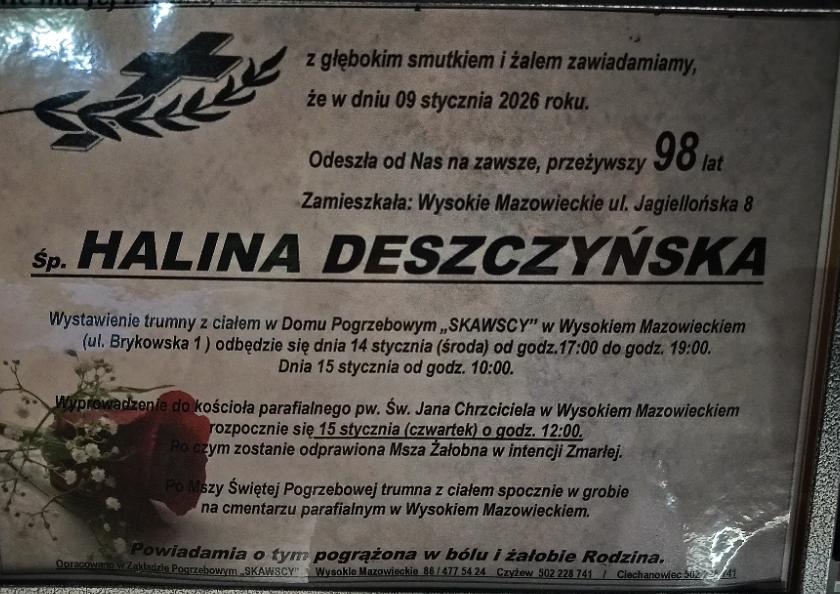 z głębokim smutkiem i żalem zawiadamiamy,
że w dniu 09 stycznia 2026 roku.
Odeszła od Nas na zawsze, przeżywszy 98 lat
Zamieszkała: Wysokie Mazowieckie ul. Jagiellońska 8
Śp. HALINA DESZCZYŃSKA
Wystawienie trumny z ciałem w Domu Pogrzebowym „SKAWSCY” w Wysokiem Mazowieckiem
(ul. Brykowska 1 ) odbędzie się dnia 14 stycznia (środa) od godz.17:00 do godz. 19:00.
Dnia 15 stycznia od godz. 10:00.
Wyprowadzenie do kościoła parafialnego pw. Św. Jana Chrzciciela w Wysokiem Mazowieckiem
rozpocznie się 15 stycznia (czwartek) o godz. 12:00.
Po czym zostanie odprawiona Msza Żałobna w intencji Zmarłej.
Po Mszy Świętej Pogrzebowej trumna z ciałem spocznie w grobie
na cmentarzu parafialnym w Wysokiem Mazowieckiem.
Powiadamia o tym pogrążona w bólu i żałobie Rodzina.
Opracowano w Zakładzie Pogrzebowym „SKAWSCY” Wysokie Mazowieckie 86 / 477 54 24 Czyżew 502 228 741 / Ciechanowiec 502